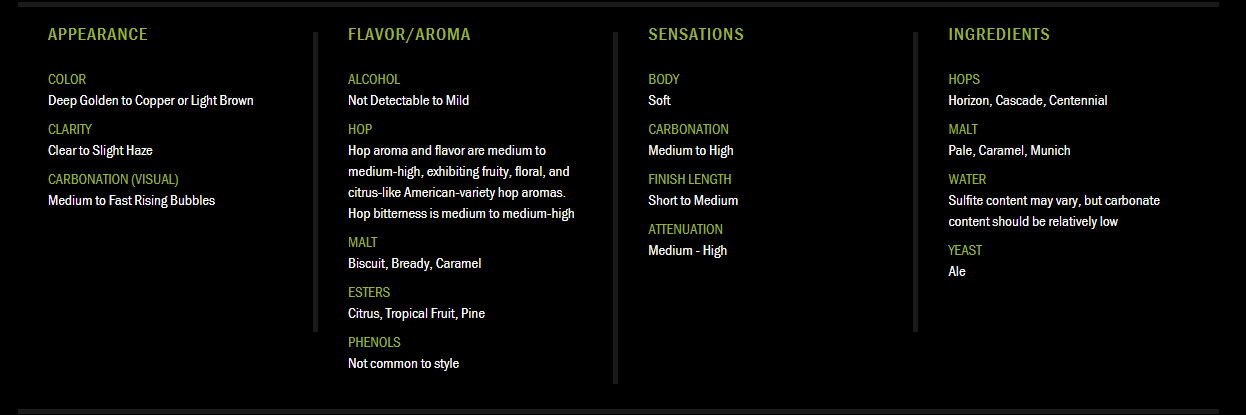 APPEARANCE
COLOR
Deep Golden to Copper or Light Brown
CLARITY
Clear to Slight Haze
CARBONATION (VISUAL)
Medium to Fast Rising Bubbles
FLAVOR/AROMA
ALCOHOL
Not Detectable to Mild
HOP
Hop aroma and flavor are medium to
medium-high, exhibiting fruity, floral, and
citrus-like American-variety hop aromas.
Hop bitterness is medium to medium-high
MALT
Biscuit, Bready, Caramel
ESTERS
Citrus, Tropical Fruit, Pine
PHENOLS
Not common to style
SENSATIONS
BODY
Soft
CARBONATION
Medium to High
FINISH LENGTH
Short to Medium
ATTENUATION
Medium - High
INGREDIENTS
HOPS
Horizon, Cascade, Centennial
MALT
Pale, Caramel, Munich
WATER
Sulfite content may vary, but carbonate
content should be relatively low
YEAST
Ale